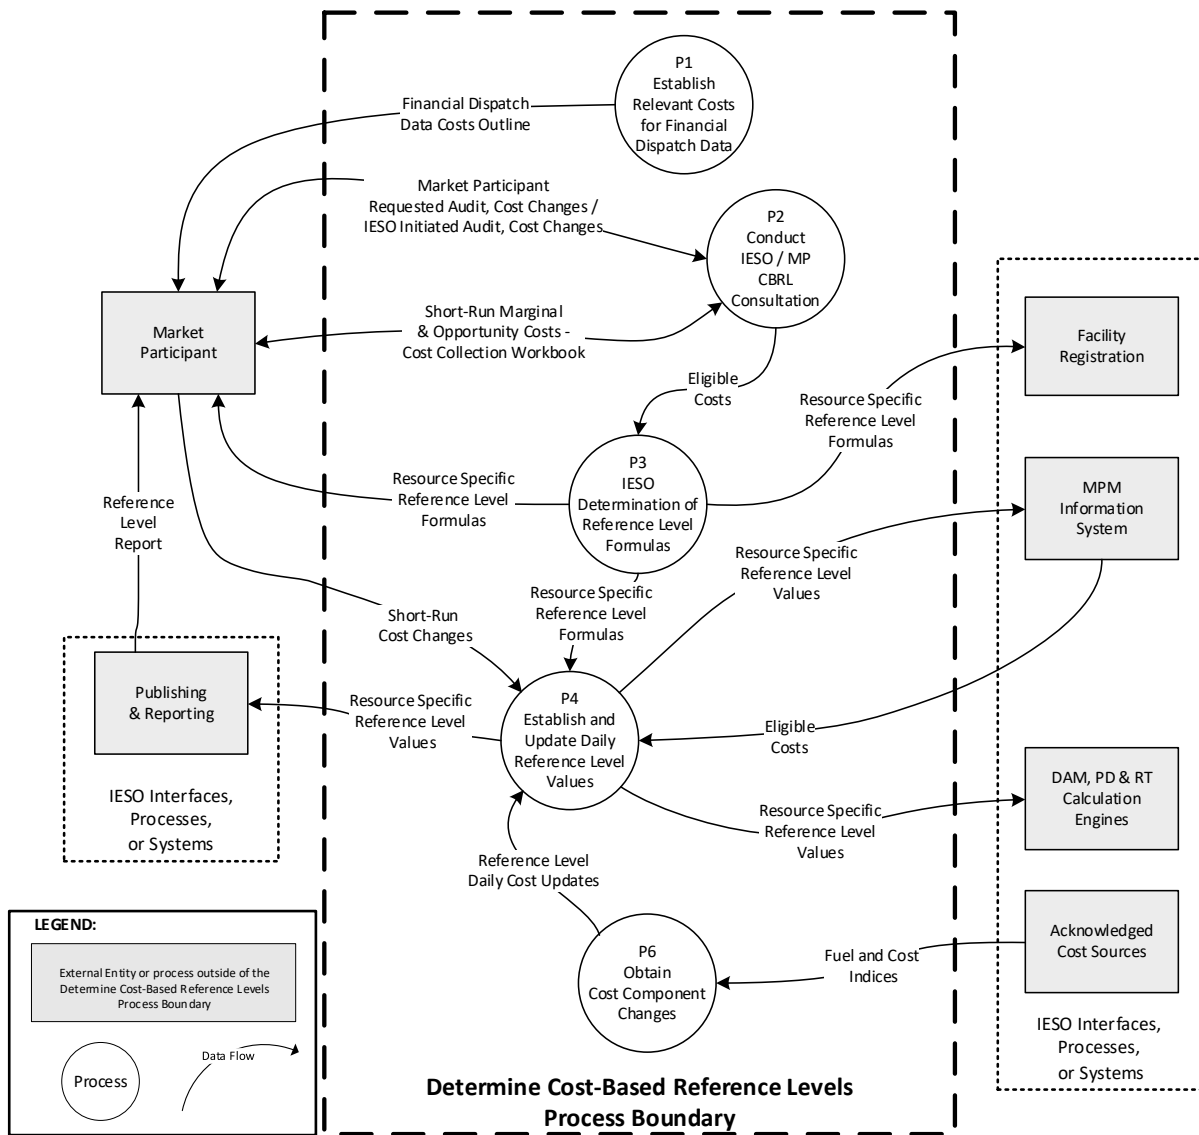 P1
Establish
Relevant Costs
for Financial
Dispatch Data
Financial Dispatch
Data Costs Outline
Market Participant
Requested Audit, Cost Changes /
IESO Initiated Audit, Cost Changes
P2
Conduct
IESO / MP
CBRL
Consultation
Market
Participant
Short-Run Marginal
& Opportunity Costs -
Cost Collection Workbook
Facility
Registration
Eligible
Costs
Resource Specific
Reference Level
Formulas
P3
IESO
Determination of
Reference Level
Formulas
Resource Specific
Reference Level
Formulas
Reference
Level
Report
MPM
Information
System
Resource Specific
Reference Level
Values
Resource Specific
Reference Level
Formulas
Short-Run
Cost Changes
Publishing
& Reporting
Resource Specific
Reference Level
Values
P4
Establish and
Update Daily
Reference Level
Values
Eligible
Costs
IESO Interfaces,
Processes,
or Systems
DAM, PD & RT
Calculation
Engines
Resource Specific
Reference Level
Values
Reference Level
Daily Cost Updates
Acknowledged
Cost Sources
Fuel and Cost
Indices
P6
Obtain
Cost Component
Changes
IESO Interfaces,
Processes,
or Systems
LEGEND:
External Entity or process outside of the
Determine Cost-Based Reference Levels
Process Boundary
Process
Data Flow
Determine Cost-Based Reference Levels
Process Boundary